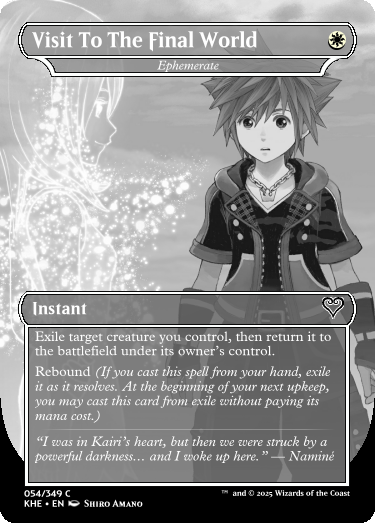 Visit To The Final World
Ephemerate
Instant
Exile target creature you control, then return it to
the battlefield under its owner's control.
Rebound (If you cast this spell from your hand, exile
it as it resolves. At the beginning of your next upkeep,
you may cast this card from exile without paying its
mana cost.)
“I was in Kairi's heart, but then we were struck by a
powerful darkness… and I woke up here.” — Naminé
054/349 C
KHE • EN Shiro Amano
™ and © 2025 Wizards of the Coast